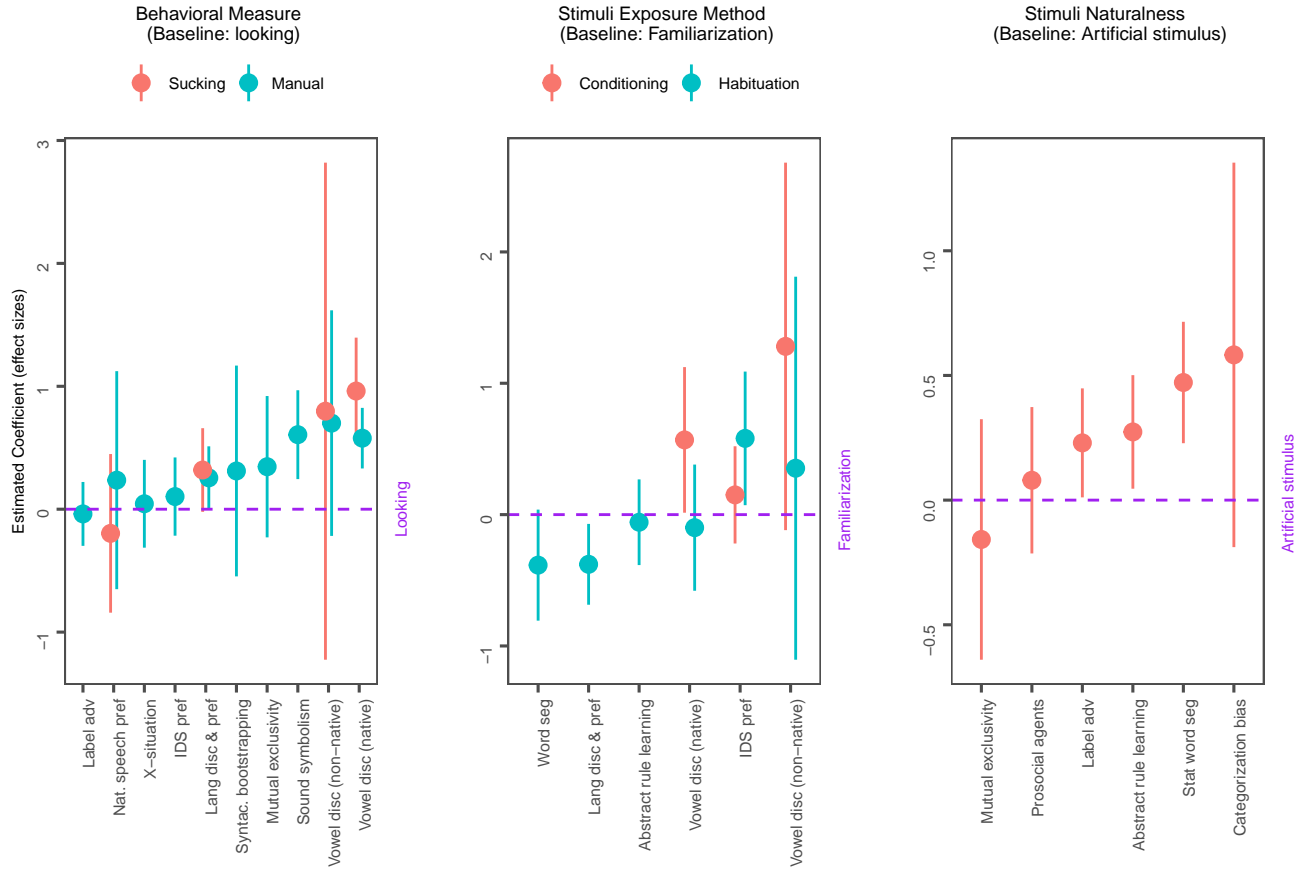 Behavioral Measure
(Baseline: looking)
Sucking
Manual
Estimated Coefficient (effect sizes)
3
2
1
0
−1
Looking
Label adv
Nat. speech pref
X−situation
IDS pref
Lang disc & pref
Syntac. bootstrapping
Mutual exclusivity
Sound symbolism
Vowel disc (non−native)
Vowel disc (native)
Stimuli Exposure Method
(Baseline: Familiarization)
Conditioning
Habituation
2
1
0
−1
Familiarization
Word seg
Lang disc & pref
Abstract rule learning
Vowel disc (native)
IDS pref
Vowel disc (non−native)
Stimuli Naturalness
(Baseline: Artificial stimulus)
1.0
0.5
0.0
−0.5
Artificial stimulus
Mutual exclusivity
Prosocial agents
Label adv
Abstract rule learning
Stat word seg
Categorization bias